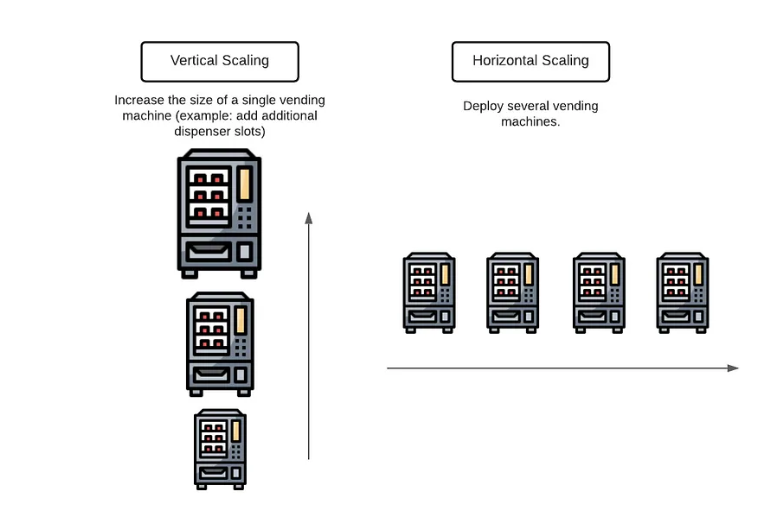 Vertical Scaling
Increase the size of a single vending
machine (example: add additional
dispenser slots)
Horizontal Scaling
Deploy several vending
machines.